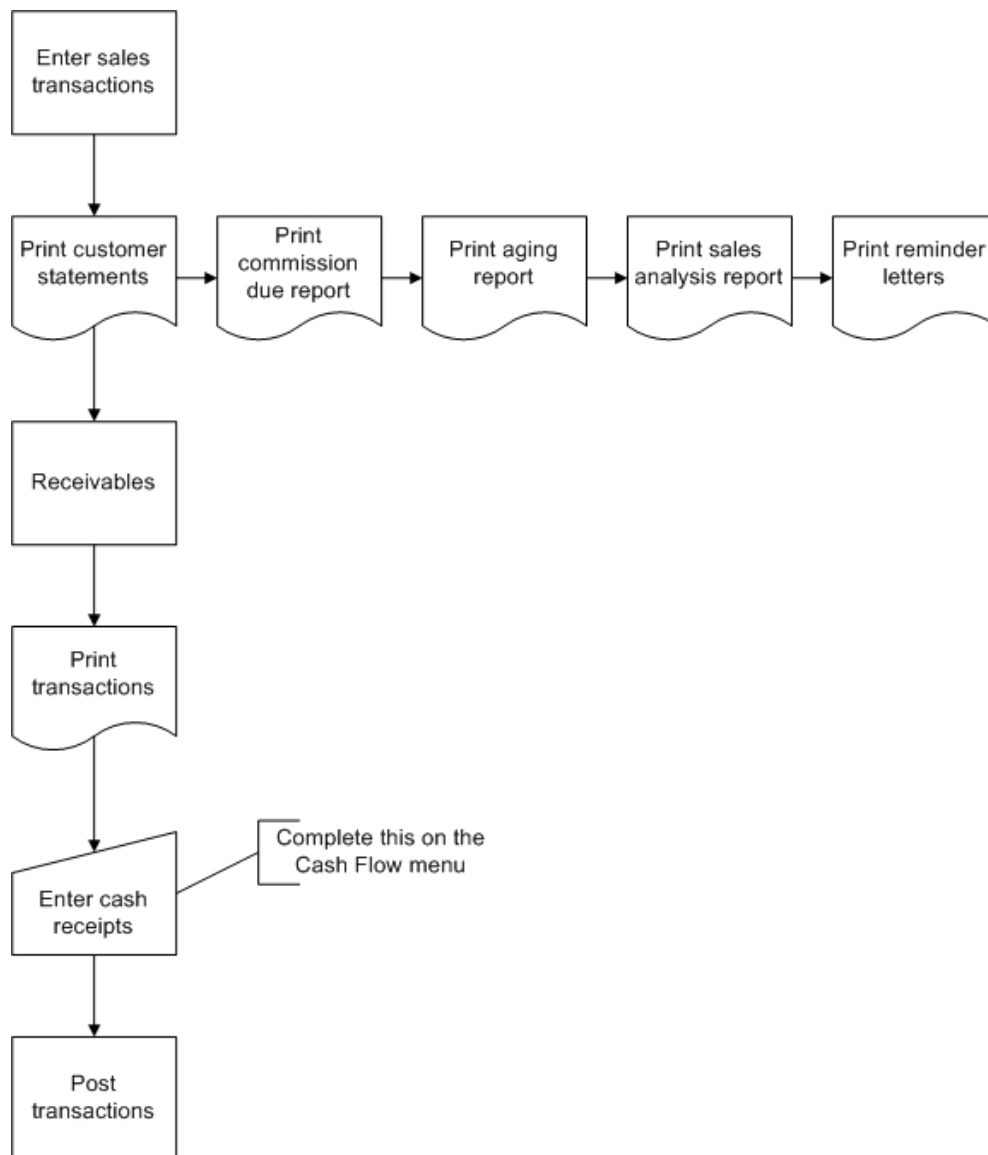 Enter sales
transactions
Print customer
statements
Print
commission
due report
Print aging
report
Print sales
analysis report
Print reminder
letters
Receivables
Print
transactions
Complete this on the
Cash Flow menu
Enter cash
receipts
Post
transactions